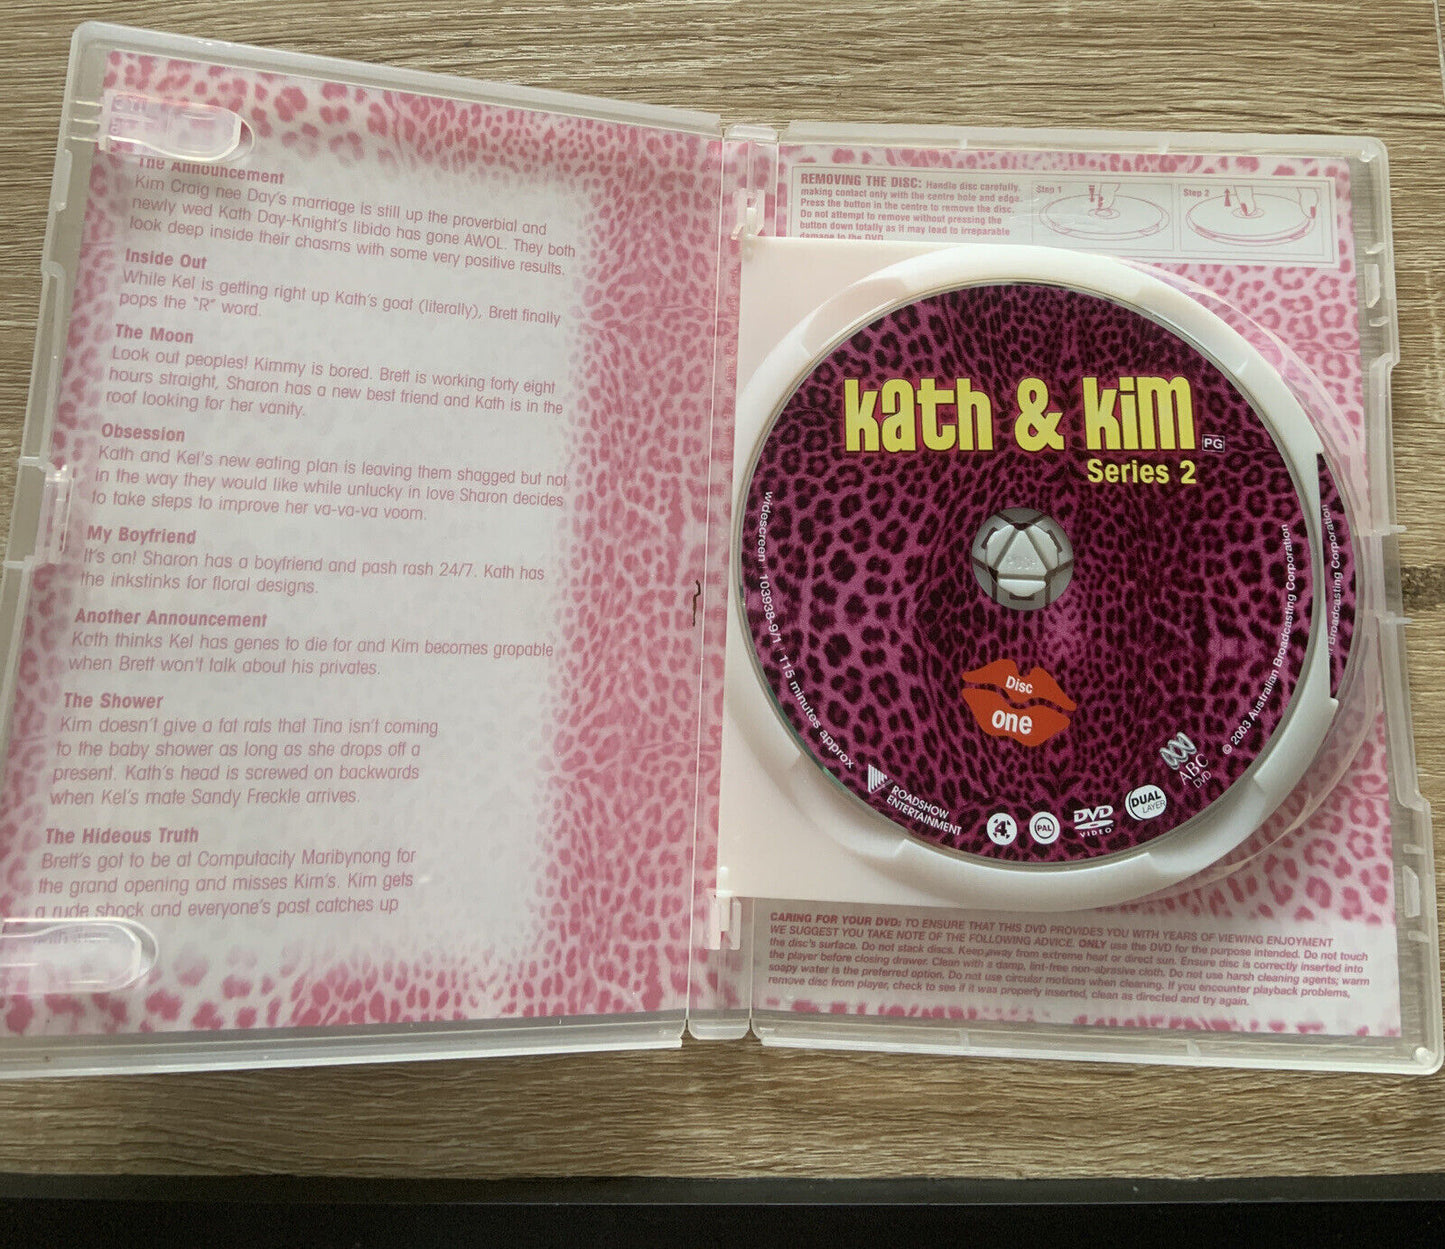 The Announcement
Kim Craig nee Day's marriage is still up the proverbial and
newly wed Kath Day-Knight's libido has gone AWOL. They both
look deep inside their chasms with some very positive results.
Inside Out
While Kel is getting right up Kath's goat (literally), Brett finally
pops the "R" word.
The Moon
Look out peoples! Kimmy is bored. Brett is working forty eight
hours straight, Sharon has a new best friend and Kath is in the
roof looking for her vanity.
Obsession
Kath and Kel's new eating plan is leaving them shagged but not
in the way they would like while unlucky in love Sharon decides
to take steps to improve her va-va-va voom.
My Boyfriend
It's on! Sharon has a boyfriend and pash rash 24/7. Kath has
the inkstinks for floral designs.
Another Announcement
Kath thinks Kel has genes to die for and Kim becomes gropable
when Brett won't talk about his privates.
The Shower
Kim doesn't give a fat rats that Tina isn't coming
to the baby shower as long as she drops off a
present. Kath's head is screwed on backwards
when Kel's mate Sandy Freckle arrives.
The Hideous Truth
Brett's got to be at Computacity Maribynong for
the grand opening and misses Kim's. Kim gets
a rude shock and everyone's past catches up
REMOVING THE DISC: Handle disc carefully,
making contact only with the centre hole and edge.
Press the button in the centre to remove the disc.
Do not attempt to remove without pressing the
button down totally as it may lead to irreparable
damage to the DVD.
Step 1
Step 2
Kath & Kim
PG
Series 2
widescreen · 103938-9/1 · 115 minutes approx
Disc
one
ROADSHOW
ENTERTAINMENT
4
PAL
DVD
VIDEO
DUAL
LAYER
ABC
DVD
© 2003 Australian Broadcasting Corporation
Broadcasting Corporation
CARING FOR YOUR DVD: TO ENSURE THAT THIS DVD PROVIDES YOU WITH YEARS OF VIEWING ENJOYMENT
WE SUGGEST YOU TAKE NOTE OF THE FOLLOWING ADVICE. ONLY use the DVD for the purpose intended. Do not touch
the disc's surface. Do not stack discs. Keep away from extreme heat or direct sun. Ensure disc is correctly inserted into
the player before closing drawer. Clean with a damp, lint-free non-abrasive cloth. Do not use harsh cleaning agents; warm
soapy water is the preferred option. Do not use circular motions when cleaning. If you encounter playback problems,
remove disc from player, check to see if it was properly inserted, clean as directed and try again.